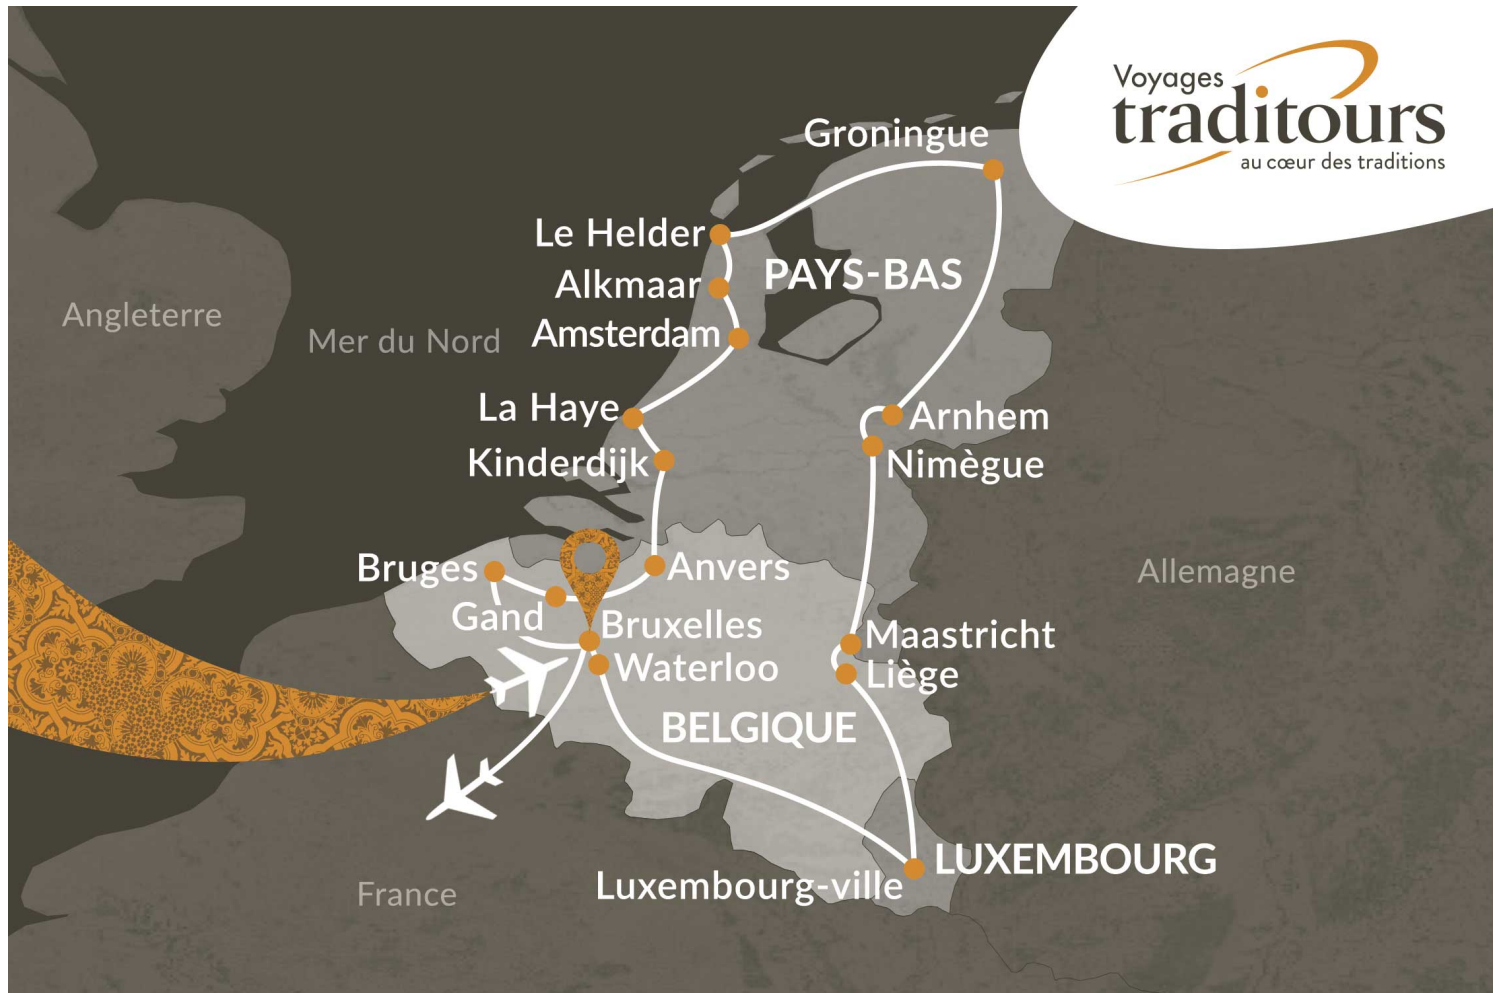 Voyages
traditours
au cœur des traditions
Groningue
Le Helder
PAYS-BAS
Alkmaar
Angleterre
Mer du Nord
Amsterdam
La Haye
Arnhem
Kinderdijk
Nimègue
Bruges
Anvers
Allemagne
Gand
Bruxelles
Maastricht
Waterloo
Liège
BELGIQUE
LUXEMBOURG
Luxembourg-ville
France